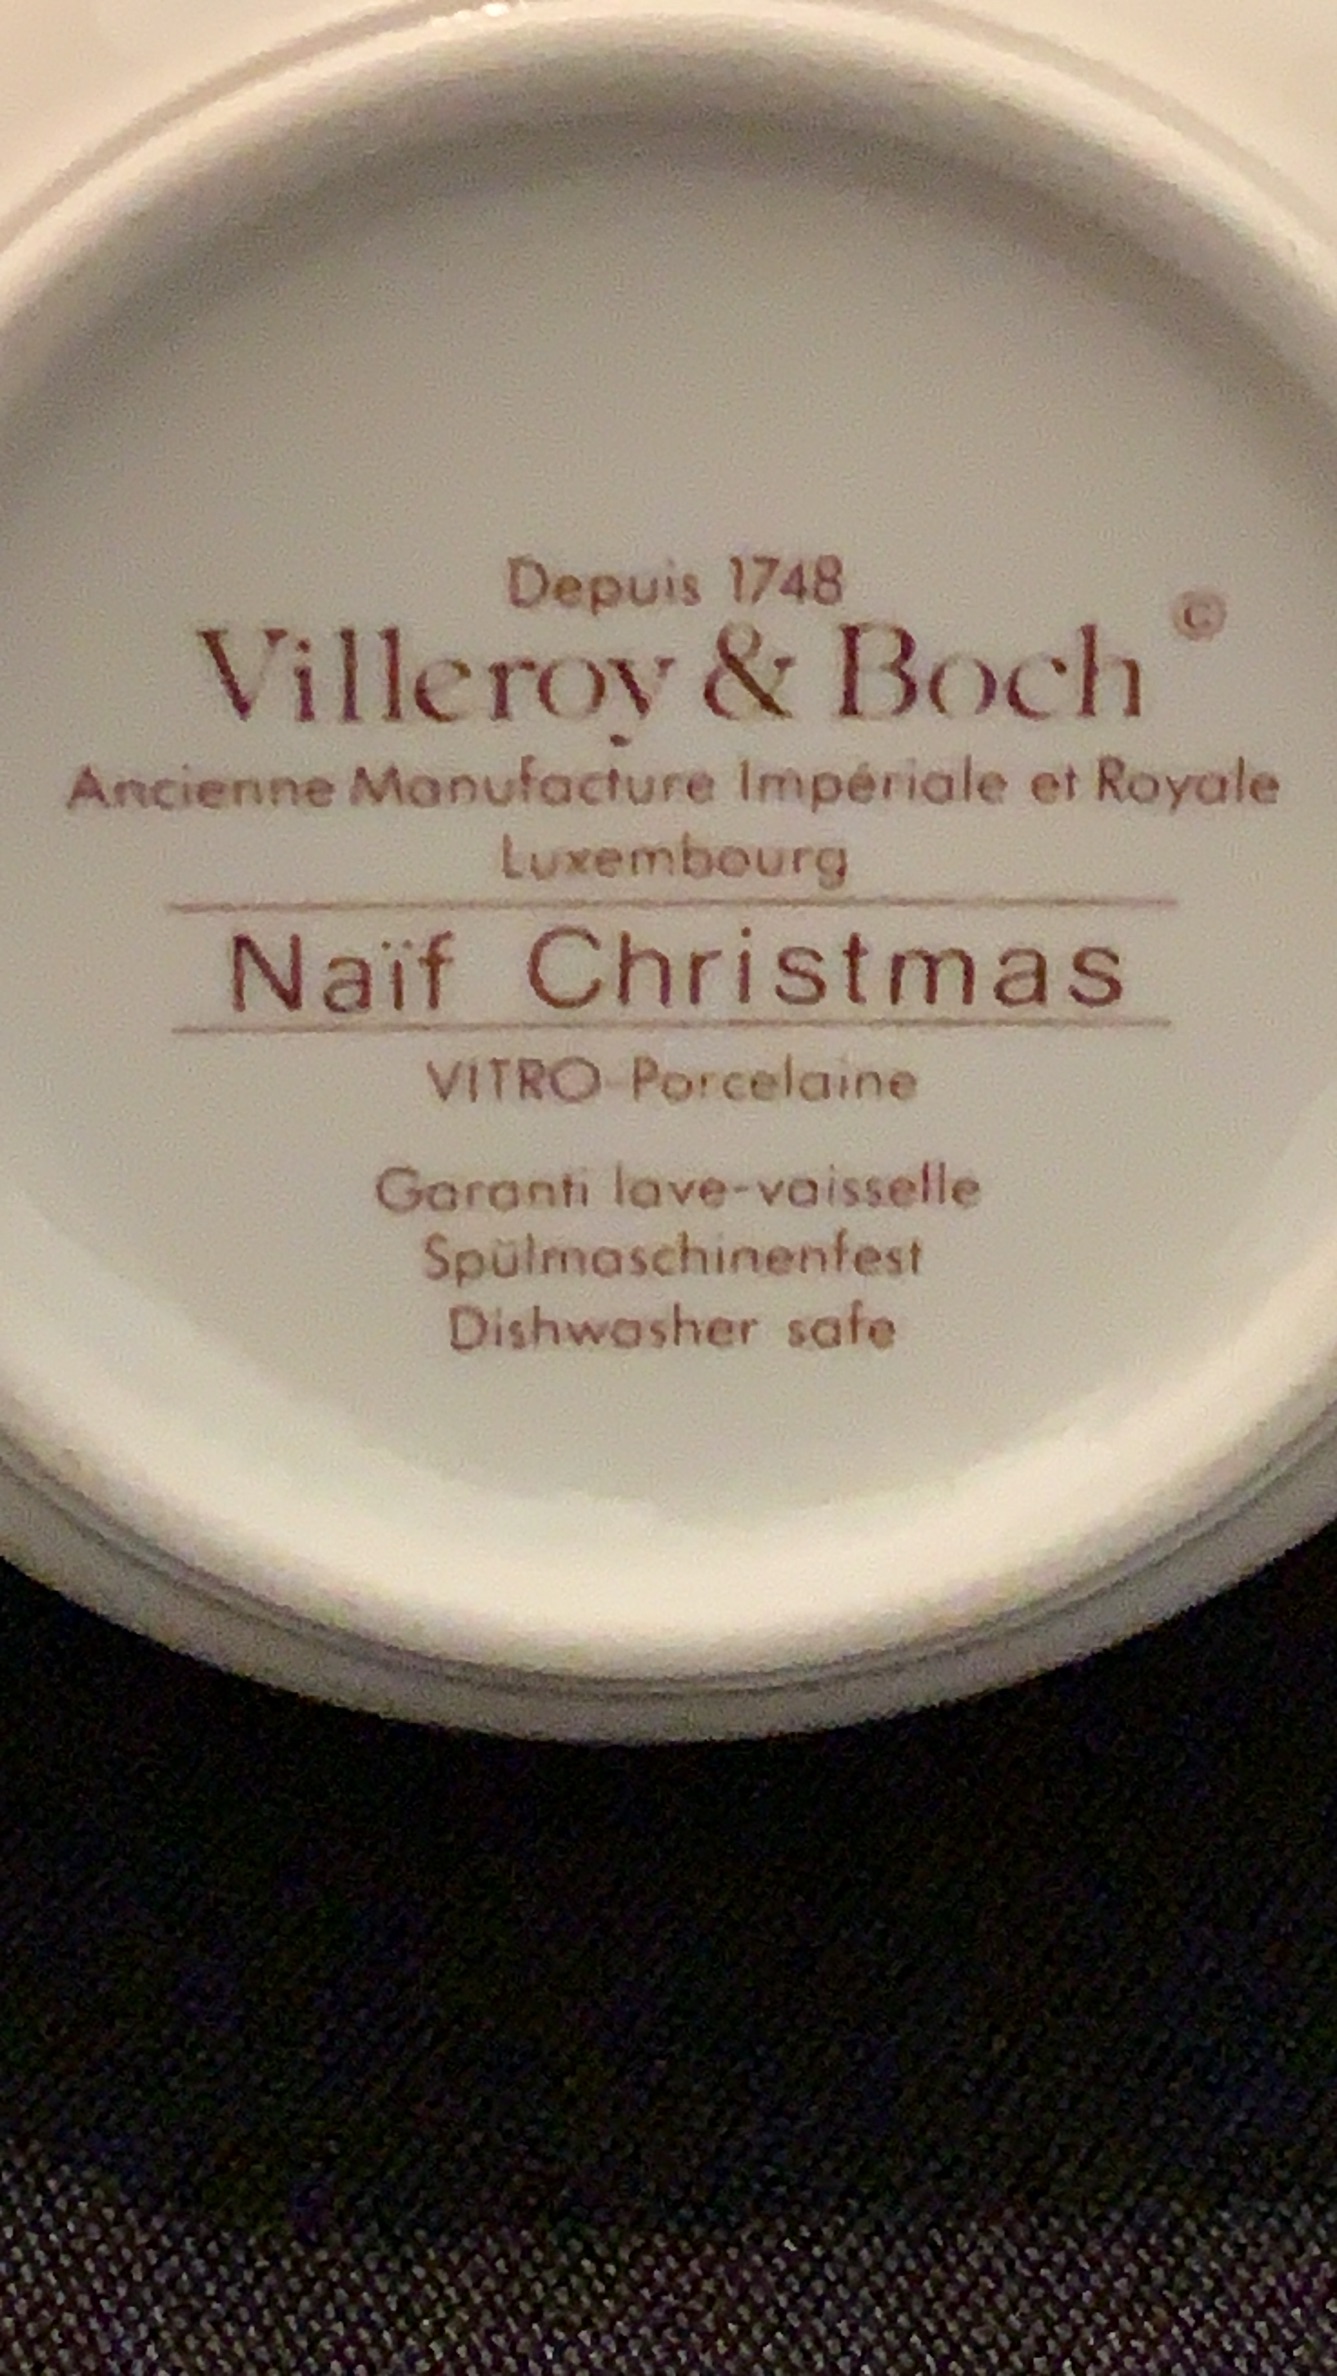 Depuis 1748
Villeroy & Boch ©
Ancienne Manufacture Impériale et Royale
Luxembourg
Naïf Christmas
VITRO-Porcelaine
Garanti lave-vaisselle
Spülmaschinenfest
Dishwasher safe